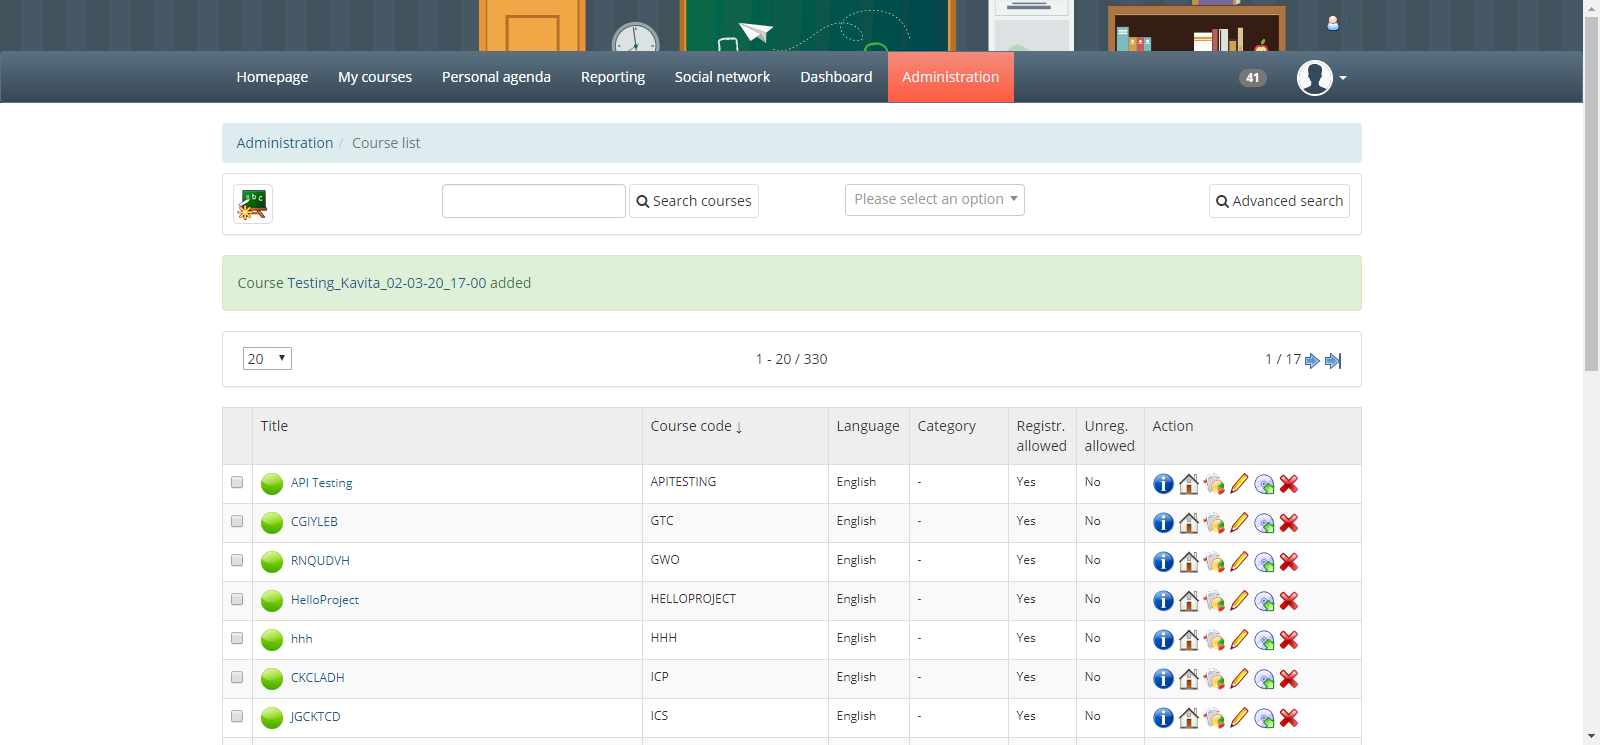 Homepage My courses Personal agenda Reporting Social network Dashboard Administration 41
Administration / Course list
abc
Search courses Please select an option Advanced search
Course Testing_Kavita_02-03-20_17-00 added
20 1 - 20 / 330 1 / 17
Title Course code ↓ Language Category Registr. allowed Unreg. allowed Action
API Testing APITESTING English - Yes No
CGIYLEB GTC English - Yes No
RNQUDVH GWO English - Yes No
HelloProject HELLOPROJECT English - Yes No
hhh HHH English - Yes No
CKCLADH ICP English - Yes No
JGCKTCD ICS English - Yes No